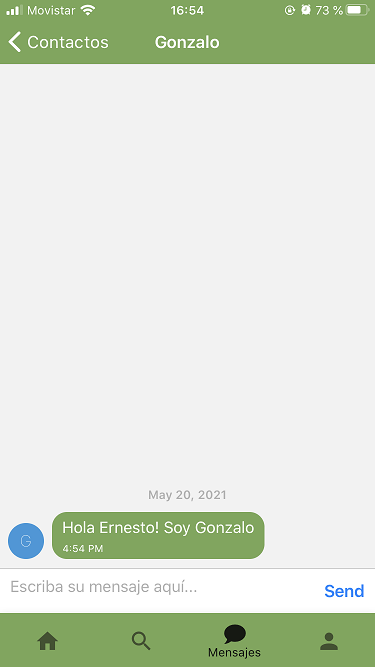 Movistar 16:54 73 %
Contactos Gonzalo
May 20, 2021
G
Hola Ernesto! Soy Gonzalo
4:54 PM
Escriba su mensaje aquí... Send
Mensajes